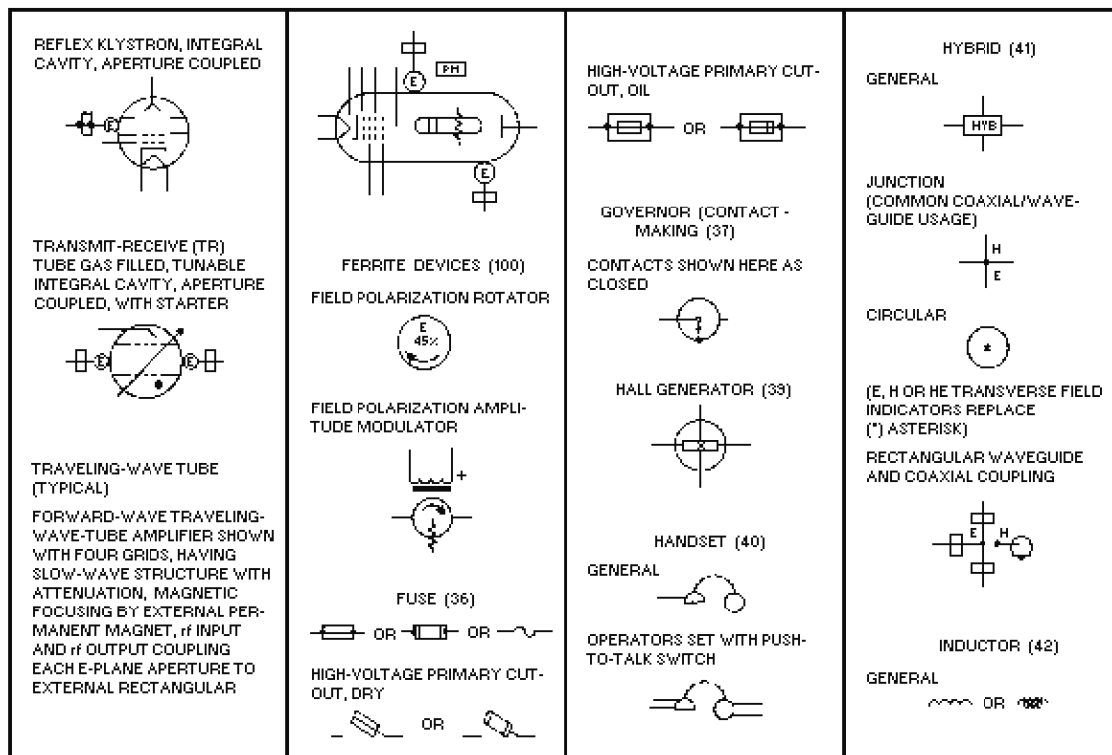 REFLEX KLYSTRON, INTEGRAL
CAVITY, APERTURE COUPLED
E
TRANSMIT-RECEIVE (TR)
TUBE GAS FILLED, TUNABLE
INTEGRAL CAVITY, APERTURE
COUPLED, WITH STARTER
E
E
TRAVELING-WAVE TUBE
(TYPICAL)
FORWARD-WAVE TRAVELING-
WAVE-TUBE AMPLIFIER SHOWN
WITH FOUR GRIDS, HAVING
SLOW-WAVE STRUCTURE WITH
ATTENUATION, MAGNETIC
FOCUSING BY EXTERNAL PER-
MANENT MAGNET, rf INPUT
AND rf OUTPUT COUPLING
EACH E-PLANE APERTURE TO
EXTERNAL RECTANGULAR
E
PM
E
FERRITE DEVICES (100)
FIELD POLARIZATION ROTATOR
E
45%
FIELD POLARIZATION AMPLI-
TUDE MODULATOR
+
FUSE (36)
OR OR
HIGH-VOLTAGE PRIMARY CUT-
OUT, DRY
OR
HIGH-VOLTAGE PRIMARY CUT-
OUT, OIL
OR
GOVERNOR (CONTACT -
MAKING (37)
CONTACTS SHOWN HERE AS
CLOSED
HALL GENERATOR (39)
HANDSET (40)
GENERAL
OPERATORS SET WITH PUSH-
TO-TALK SWITCH
HYBRID (41)
GENERAL
HYB
JUNCTION
(COMMON COAXIAL/WAVE-
GUIDE USAGE)
H
E
CIRCULAR
*
(E, H OR HE TRANSVERSE FIELD
INDICATORS REPLACE
(*) ASTERISK)
RECTANGULAR WAVEGUIDE
AND COAXIAL COUPLING
E H
INDUCTOR (42)
GENERAL
OR